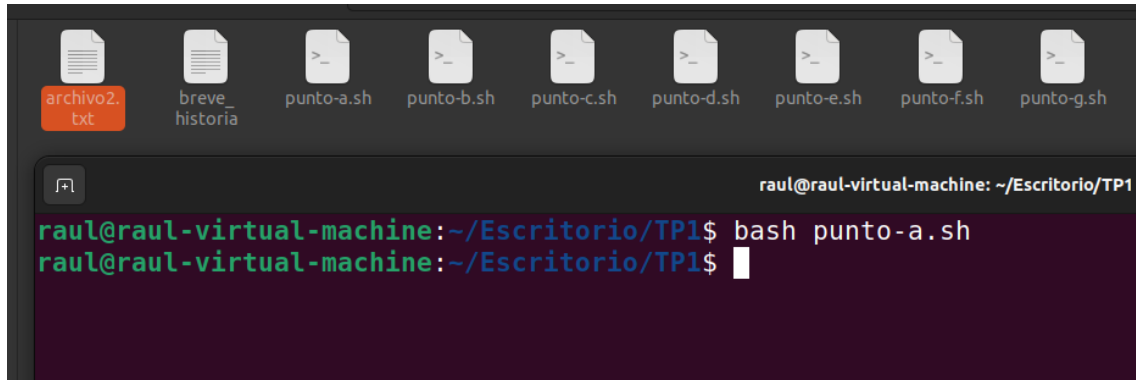 archivo2.
txt
breve_
historia
punto-a.sh
punto-b.sh
punto-c.sh
punto-d.sh
punto-e.sh
punto-f.sh
punto-g.sh
raul@raul-virtual-machine: ~/Escritorio/TP1
raul@raul-virtual-machine:~/Escritorio/TP1$ bash punto-a.sh
raul@raul-virtual-machine:~/Escritorio/TP1$